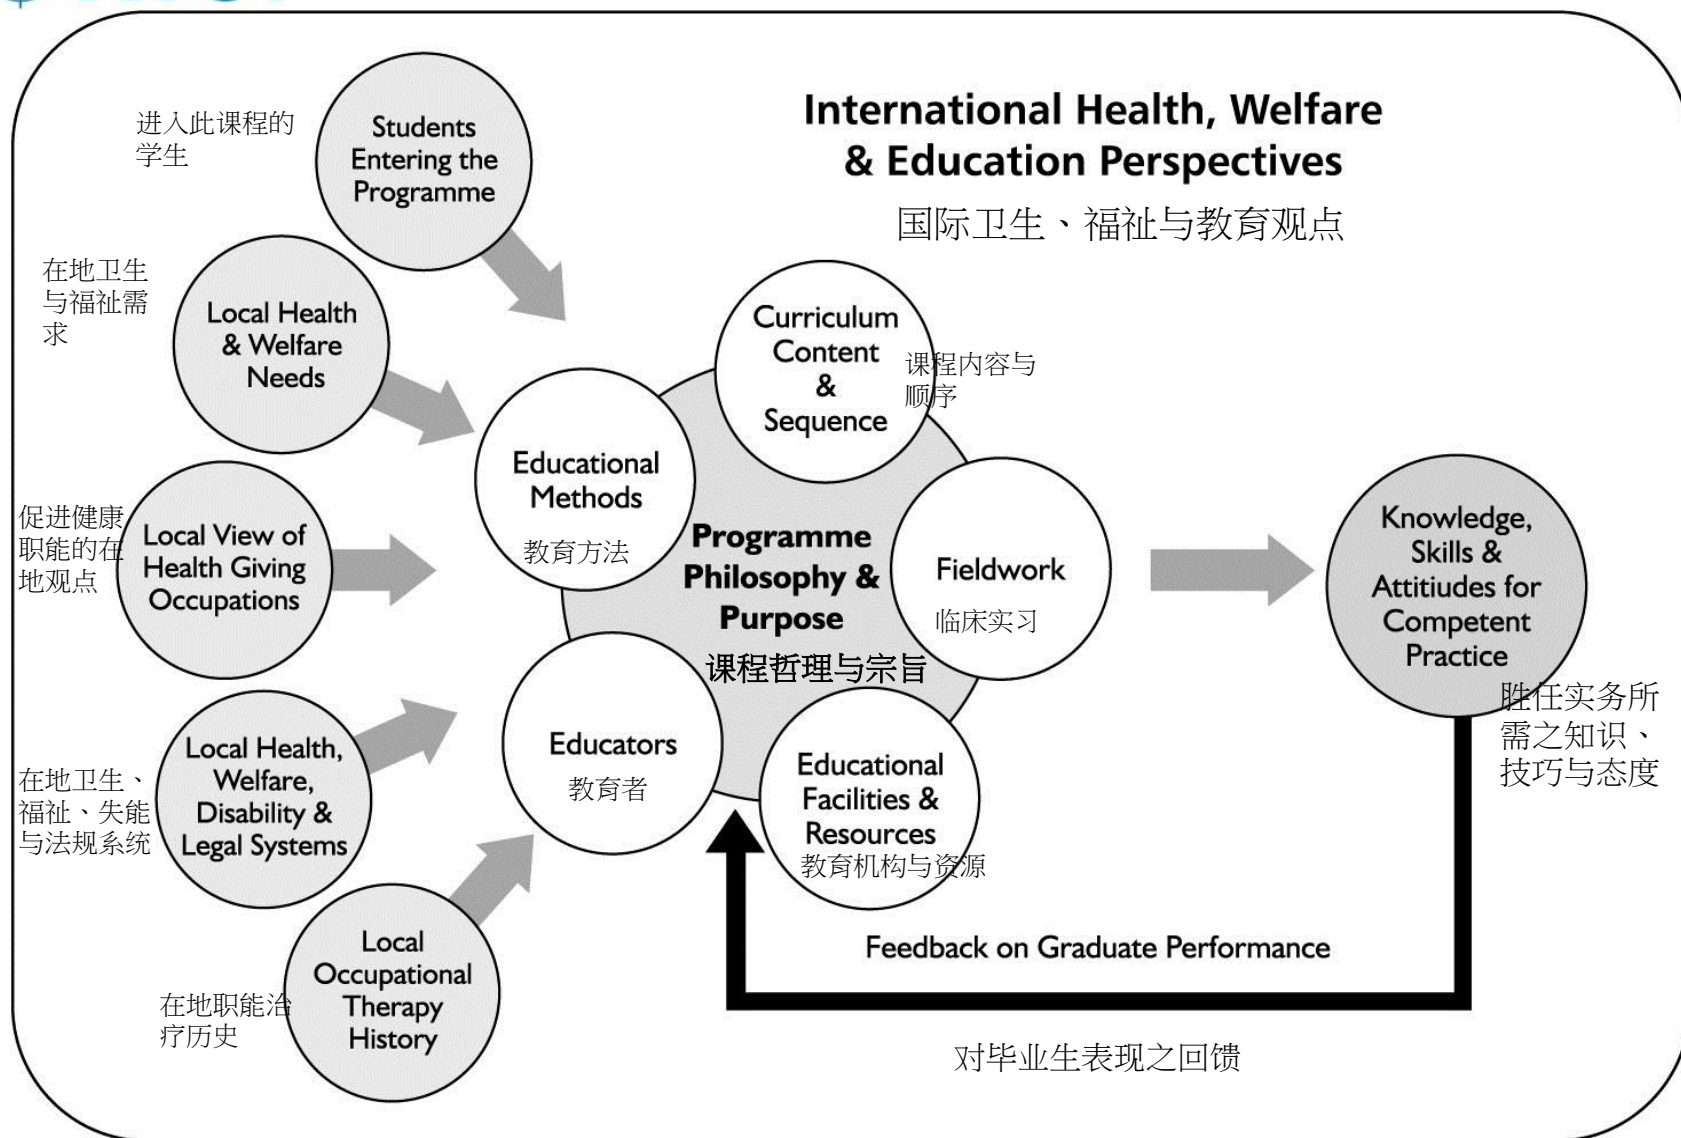 International Health, Welfare
& Education Perspectives
国际卫生、福祉与教育观点
进入此课程的
学生
Students
Entering the
Programme
在地卫生
与福祉需
求
Local Health
& Welfare
Needs
促进健康
职能的在
地观点
Local View of
Health Giving
Occupations
在地卫生、
福祉、失能
与法规系统
Local Health,
Welfare,
Disability &
Legal Systems
在地职能治
疗历史
Local
Occupational
Therapy
History
Curriculum
Content
&
Sequence
课程内容与
顺序
Educational
Methods
教育方法
Programme
Philosophy &
Purpose
课程哲理与宗旨
Fieldwork
临床实习
Educators
教育者
Educational
Facilities &
Resources
教育机构与资源
Knowledge,
Skills &
Attitiudes for
Competent
Practice
胜任实务所
需之知识、
技巧与态度
Feedback on Graduate Performance
对毕业生表现之回馈